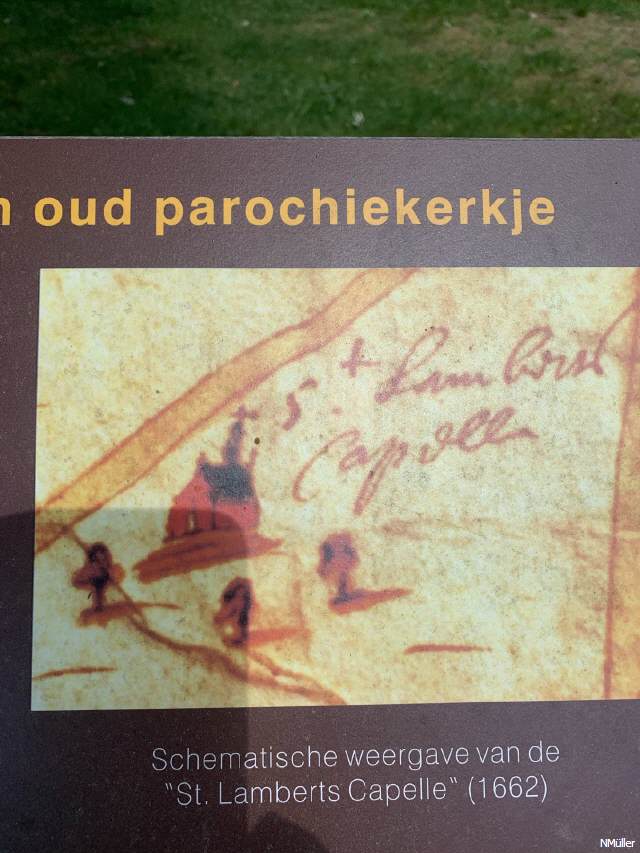 n oud parochiekerkje
S.t Lamberts
Capelle
Schematische weergave van de
"St. Lamberts Capelle" (1662)
NMüller